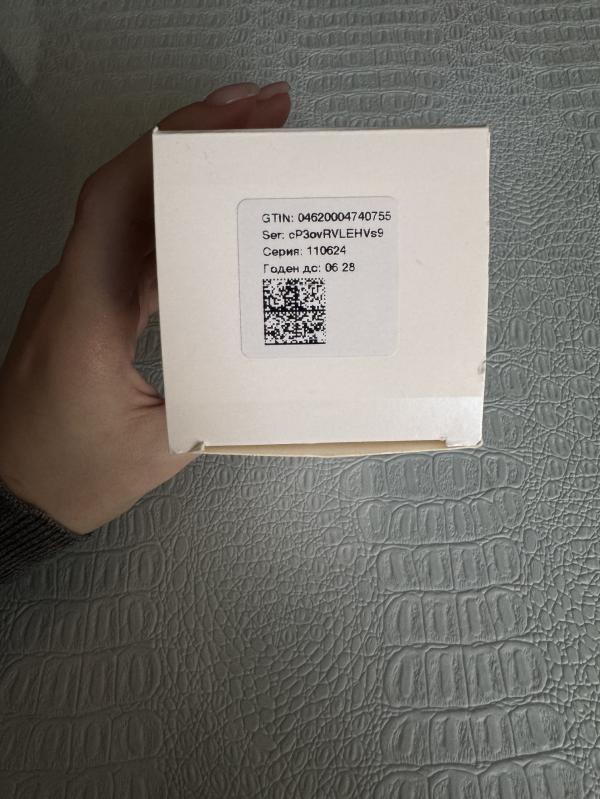 GTIN: 04620004740755
Ser: cP3ovRVLEHVs9
Серия: 110624
Годен до: 06 28